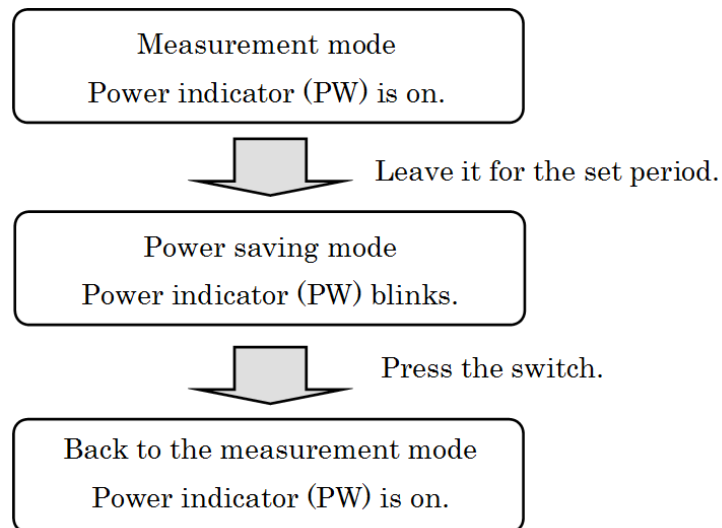 Measurement mode
Power indicator (PW) is on.
Leave it for the set period.
Power saving mode
Power indicator (PW) blinks.
Press the switch.
Back to the measurement mode
Power indicator (PW) is on.